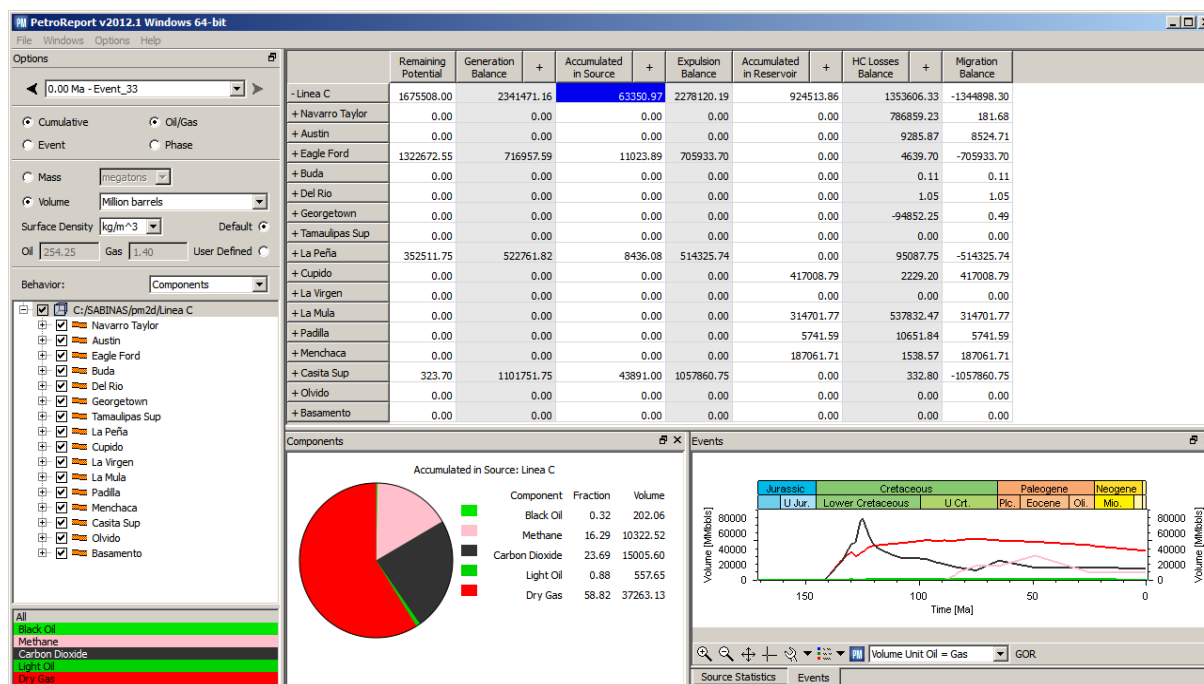 PM PetroReport v2012.1 Windows 64-bit
File Windows Options Help
Options
0.00 Ma - Event_33
Cumulative Oil/Gas
Event Phase
Mass megatons
Volume Million barrels
Surface Density kg/m^3 Default
Oil 254.25 Gas 1.40 User Defined
Behavior: Components
C:/SABINAS/pm2d/Linea C
Navarro Taylor
Austin
Eagle Ford
Buda
Del Rio
Georgetown
Tamaulipas Sup
La Peña
Cupido
La Virgen
La Mula
Padilla
Menchaca
Casita Sup
Olvido
Basamento
All
Black Oil
Methane
Carbon Dioxide
Light Oil
Dry Gas
Remaining Potential Generation Balance + Accumulated in Source + Expulsion Balance Accumulated in Reservoir + HC Losses Balance + Migration Balance
- Linea C 1675508.00 2341471.16 63350.97 2278120.19 924513.86 1353606.33 -1344898.30
+ Navarro Taylor 0.00 0.00 0.00 0.00 0.00 786859.23 181.68
+ Austin 0.00 0.00 0.00 0.00 0.00 9285.87 8524.71
+ Eagle Ford 1322672.55 716957.59 11023.89 705933.70 0.00 4639.70 -705933.70
+ Buda 0.00 0.00 0.00 0.00 0.00 0.11 0.11
+ Del Rio 0.00 0.00 0.00 0.00 0.00 1.05 1.05
+ Georgetown 0.00 0.00 0.00 0.00 0.00 -94852.25 0.49
+ Tamaulipas Sup 0.00 0.00 0.00 0.00 0.00 0.00 0.00
+ La Peña 352511.75 522761.82 8436.08 514325.74 0.00 95087.75 -514325.74
+ Cupido 0.00 0.00 0.00 0.00 417008.79 2229.20 417008.79
+ La Virgen 0.00 0.00 0.00 0.00 0.00 0.00 0.00
+ La Mula 0.00 0.00 0.00 0.00 314701.77 537832.47 314701.77
+ Padilla 0.00 0.00 0.00 0.00 5741.59 10651.84 5741.59
+ Menchaca 0.00 0.00 0.00 0.00 187061.71 1538.57 187061.71
+ Casita Sup 323.70 1101751.75 43891.00 1057860.75 0.00 332.80 -1057860.75
+ Olvido 0.00 0.00 0.00 0.00 0.00 0.00 0.00
+ Basamento 0.00 0.00 0.00 0.00 0.00 0.00 0.00
Components
Accumulated in Source: Linea C
Component Fraction Volume
Black Oil 0.32 202.06
Methane 16.29 10322.52
Carbon Dioxide 23.69 15005.60
Light Oil 0.88 557.65
Dry Gas 58.82 37263.13
Events
Jurassic Cretaceous Paleogene Neogene
U Jur. Lower Cretaceous U Crt. Plc. Eocene Oli. Mio.
80000 80000
60000 60000
40000 40000
20000 20000
0 0
Volume [MMbbls] Volume [MMbbls]
150 100 50 0
Time [Ma]
PM Volume Unit Oil = Gas GOR
Source Statistics Events